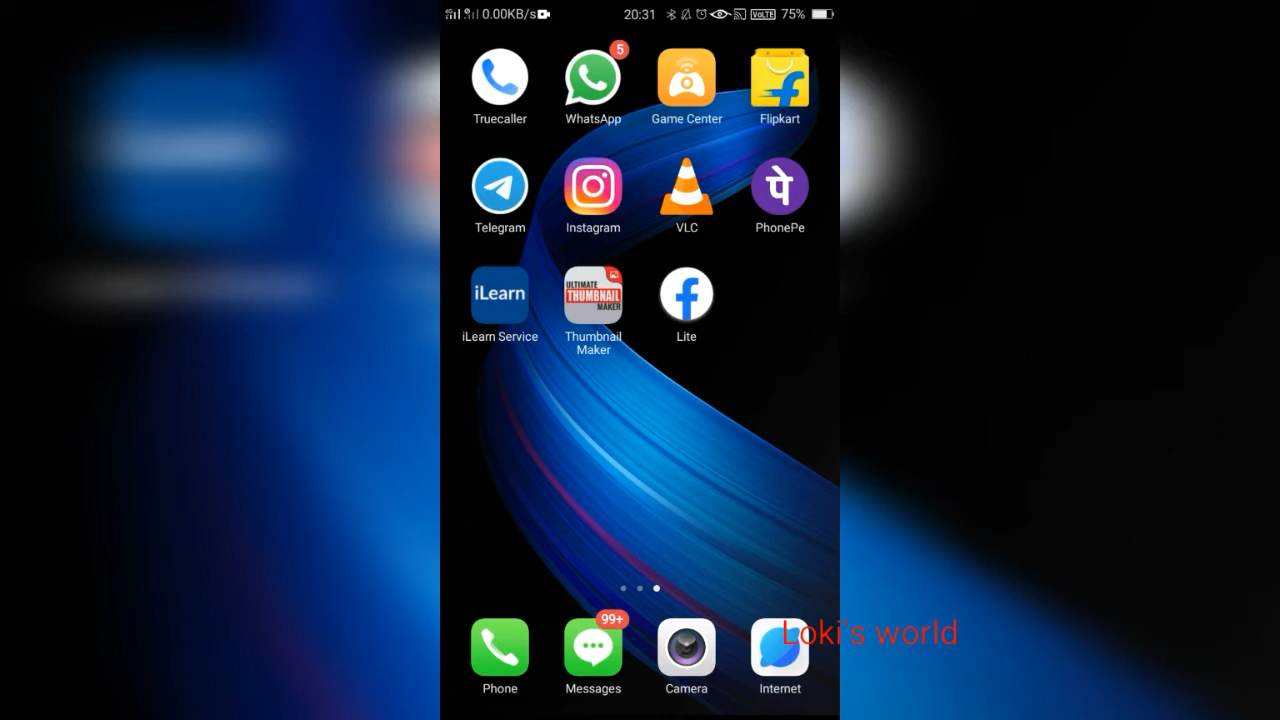 0.00KB/s 20:31 VoLTE 75%
5
Truecaller WhatsApp Game Center Flipkart
पे
Telegram Instagram VLC PhonePe
iLearn
ULTIMATE
THUMBNAIL
MAKER
iLearn Service Thumbnail Maker Lite
99+
Loki's world
Phone Messages Camera Internet